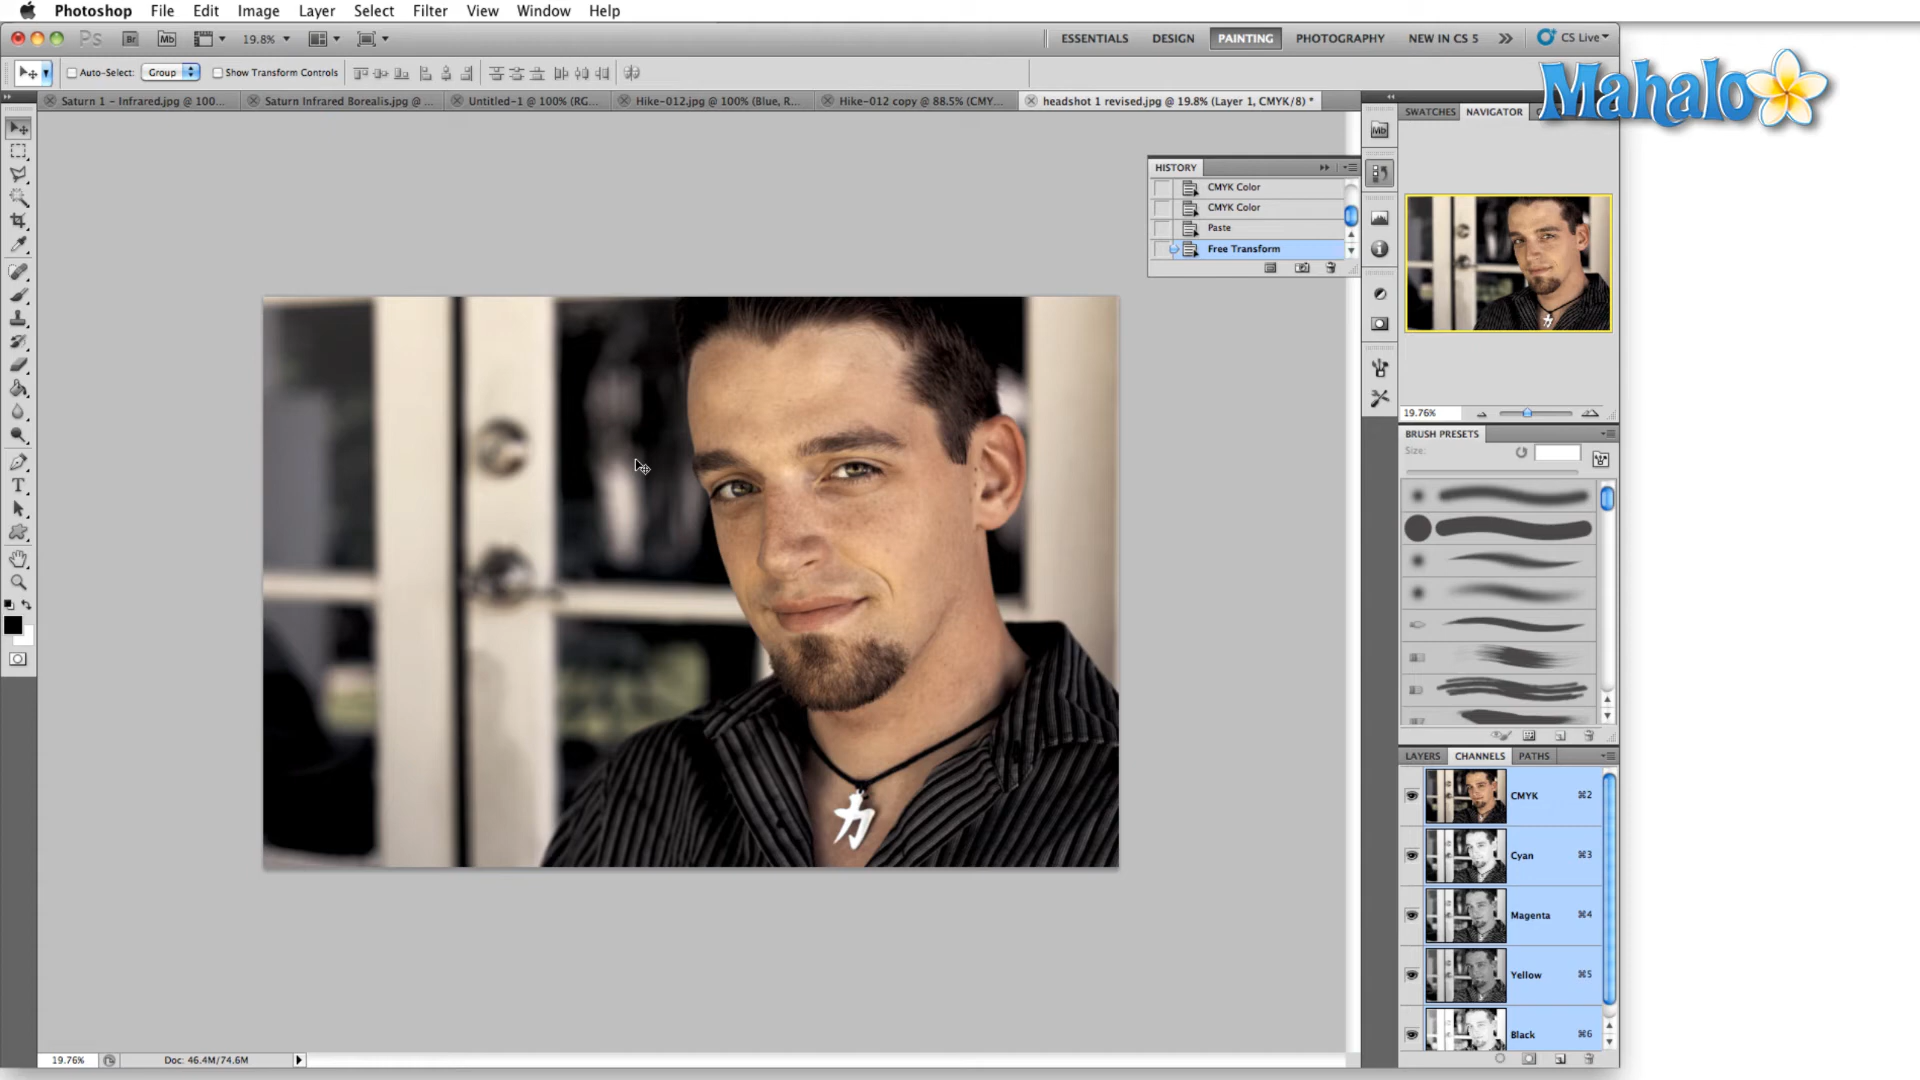 Photoshop File Edit Image Layer Select Filter View Window Help
Ps Br Mb 19.8% ESSENTIALS DESIGN PAINTING PHOTOGRAPHY NEW IN CS 5 CS Live
Auto-Select: Group Show Transform Controls
Mahalo
Saturn 1 - Infrared.jpg @ 100... Saturn Infrared Borealis.jpg @ ... Untitled-1 @ 100% (RG... Hike-012.jpg @ 100% (Blue, R... Hike-012 copy @ 88.5% (CMY... headshot 1 revised.jpg @ 19.8% (Layer 1, CMYK/8) *
SWATCHES NAVIGATOR
Mb
HISTORY
CMYK Color
CMYK Color
Paste
Free Transform
19.76%
BRUSH PRESETS
Size:
T
力
LAYERS CHANNELS PATHS
CMYK ⌘2
Cyan ⌘3
Magenta ⌘4
Yellow ⌘5
Black ⌘6
19.76% Doc: 46.4M/74.6M